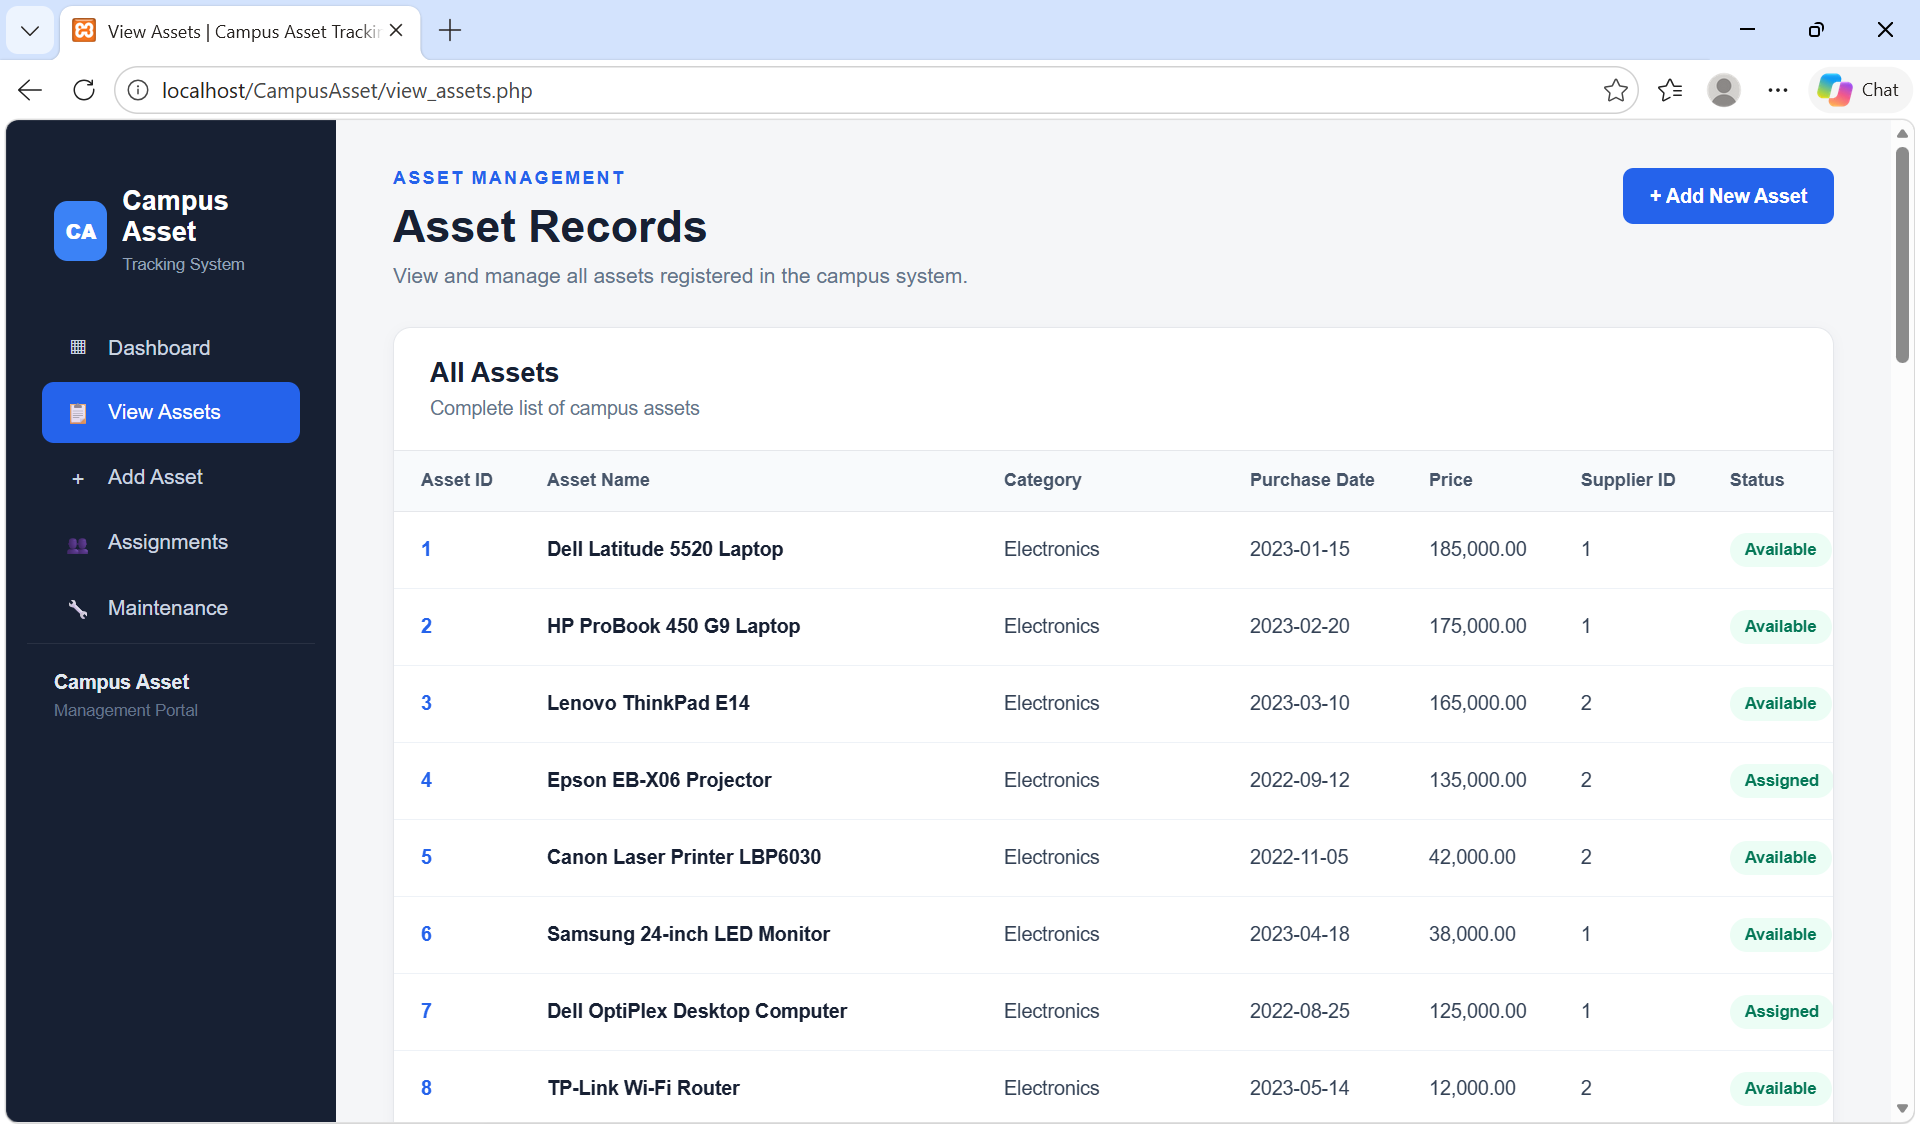 View Assets | Campus Asset Trackin
localhost/CampusAsset/view_assets.php
Chat
CA
Campus
Asset
Tracking System
Dashboard
View Assets
+ Add Asset
Assignments
Maintenance
Campus Asset
Management Portal
ASSET MANAGEMENT
Asset Records
View and manage all assets registered in the campus system.
+ Add New Asset
All Assets
Complete list of campus assets
Asset ID Asset Name Category Purchase Date Price Supplier ID Status
1 Dell Latitude 5520 Laptop Electronics 2023-01-15 185,000.00 1 Available
2 HP ProBook 450 G9 Laptop Electronics 2023-02-20 175,000.00 1 Available
3 Lenovo ThinkPad E14 Electronics 2023-03-10 165,000.00 2 Available
4 Epson EB-X06 Projector Electronics 2022-09-12 135,000.00 2 Assigned
5 Canon Laser Printer LBP6030 Electronics 2022-11-05 42,000.00 2 Available
6 Samsung 24-inch LED Monitor Electronics 2023-04-18 38,000.00 1 Available
7 Dell OptiPlex Desktop Computer Electronics 2022-08-25 125,000.00 1 Assigned
8 TP-Link Wi-Fi Router Electronics 2023-05-14 12,000.00 2 Available